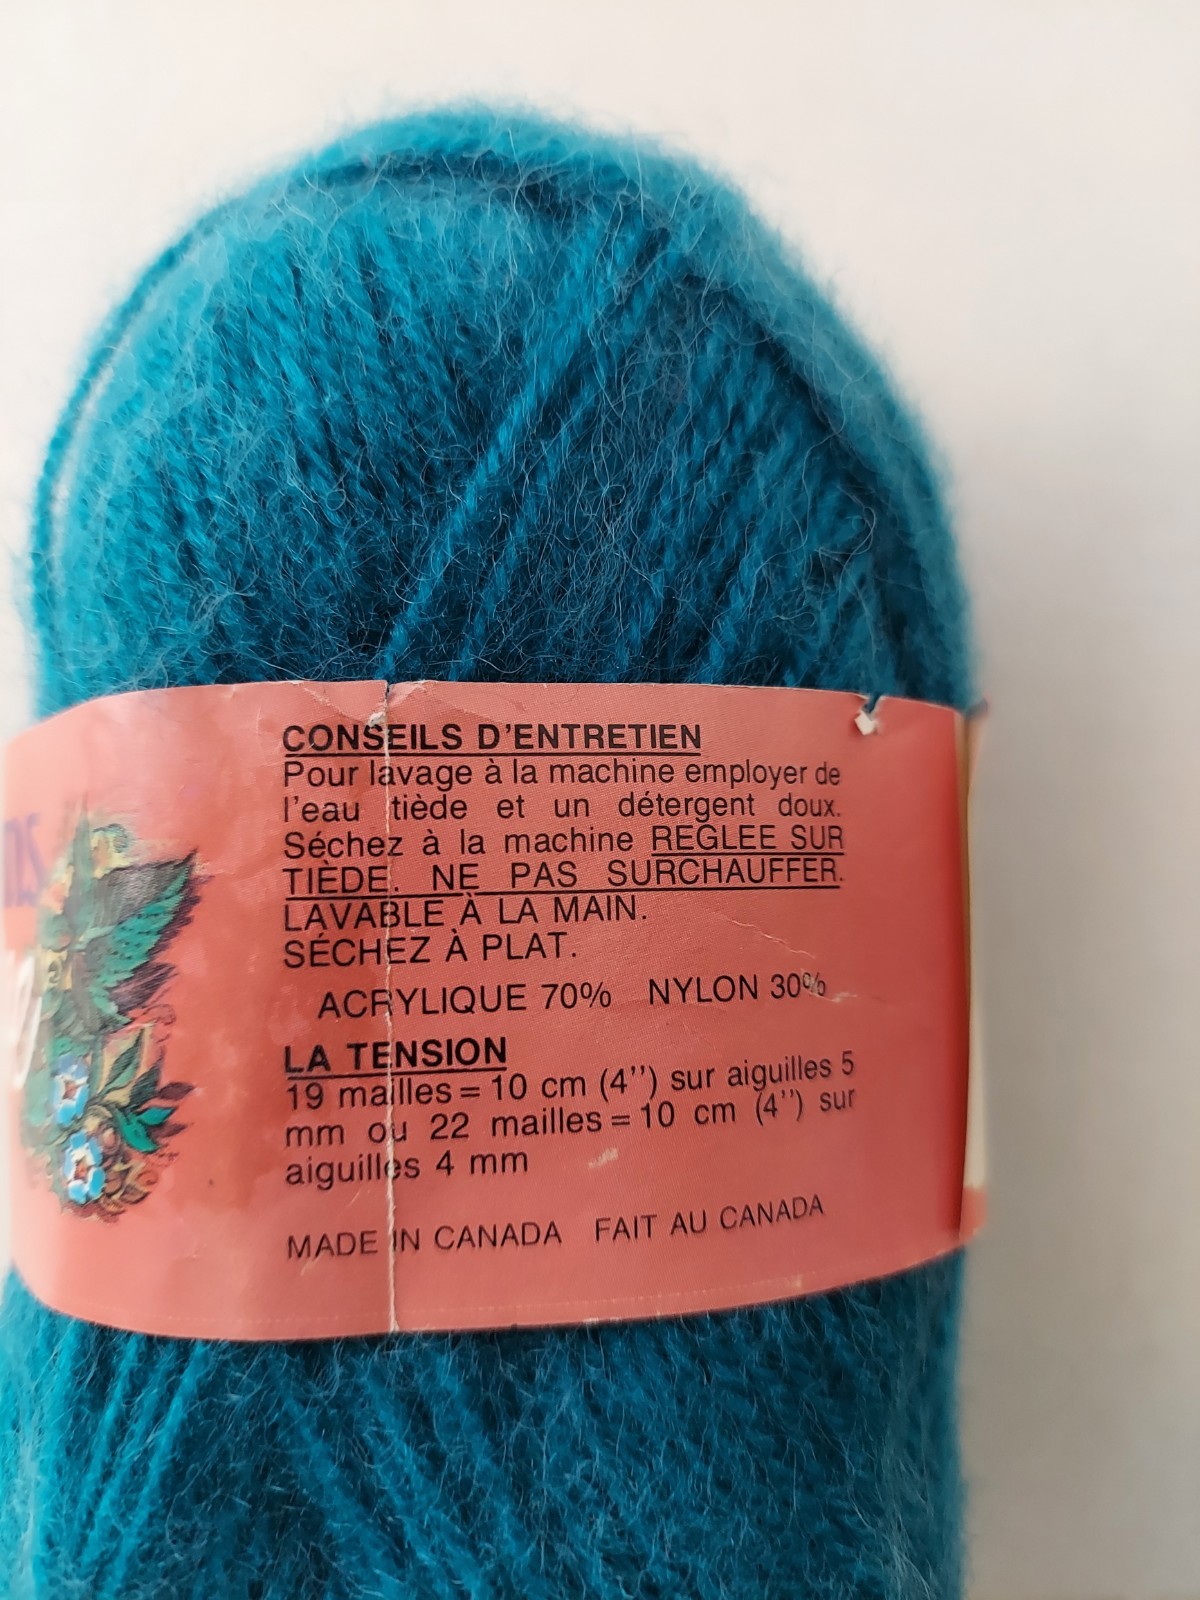 CONSEILS D'ENTRETIEN
Pour lavage à la machine employer de
l'eau tiède et un détergent doux.
Séchez à la machine REGLEE SUR
TIÈDE. NE PAS SURCHAUFFER.
LAVABLE À LA MAIN.
SÉCHEZ À PLAT.
ACRYLIQUE 70% NYLON 30%
LA TENSION
19 mailles = 10 cm (4'') sur aiguilles 5
mm ou 22 mailles = 10 cm (4'') sur
aiguilles 4 mm
MADE IN CANADA FAIT AU CANADA